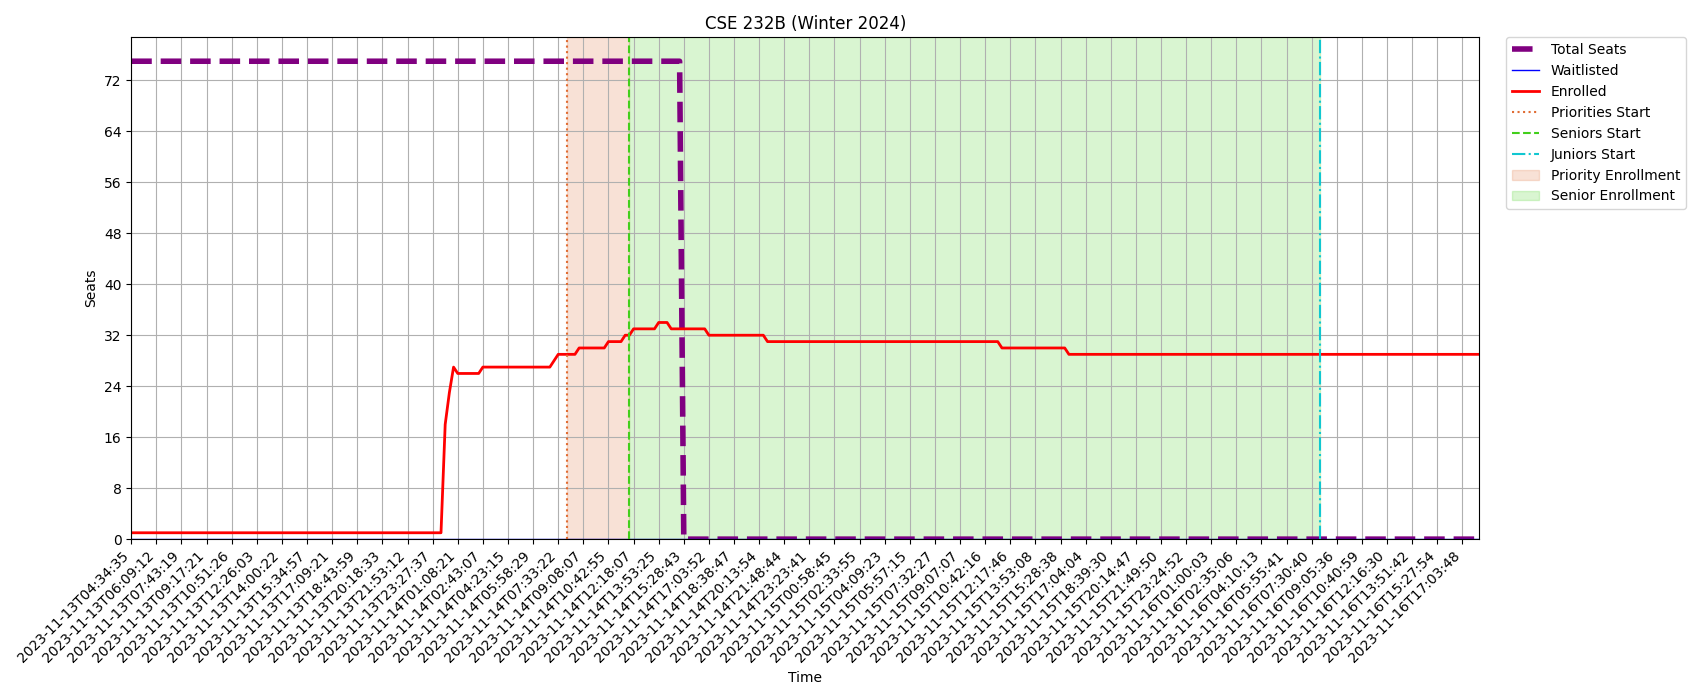 CSE 232B (Winter 2024)
Total Seats
Waitlisted
Enrolled
Priorities Start
Seniors Start
Juniors Start
Priority Enrollment
Senior Enrollment
Seats
72
64
56
48
40
32
24
16
8
0
2023-11-13T04:34:35
2023-11-13T06:09:12
2023-11-13T07:43:19
2023-11-13T09:17:21
2023-11-13T10:51:26
2023-11-13T12:26:03
2023-11-13T14:00:22
2023-11-13T15:34:57
2023-11-13T17:09:21
2023-11-13T18:43:59
2023-11-13T20:18:33
2023-11-13T21:53:12
2023-11-13T23:27:37
2023-11-14T01:08:21
2023-11-14T02:43:07
2023-11-14T04:23:15
2023-11-14T05:58:29
2023-11-14T07:33:22
2023-11-14T09:08:07
2023-11-14T10:42:55
2023-11-14T12:18:07
2023-11-14T13:53:25
2023-11-14T15:28:43
2023-11-14T17:03:52
2023-11-14T18:38:47
2023-11-14T20:13:54
2023-11-14T21:48:44
2023-11-14T23:23:41
2023-11-15T00:58:45
2023-11-15T02:33:55
2023-11-15T04:09:23
2023-11-15T05:57:15
2023-11-15T07:32:27
2023-11-15T09:07:07
2023-11-15T10:42:16
2023-11-15T12:17:46
2023-11-15T13:53:08
2023-11-15T15:28:38
2023-11-15T17:04:04
2023-11-15T18:39:30
2023-11-15T20:14:47
2023-11-15T21:49:50
2023-11-15T23:24:52
2023-11-16T01:00:03
2023-11-16T02:35:06
2023-11-16T04:10:13
2023-11-16T05:55:41
2023-11-16T07:30:40
2023-11-16T09:05:36
2023-11-16T10:40:59
2023-11-16T12:16:30
2023-11-16T13:51:42
2023-11-16T15:27:54
2023-11-16T17:03:48
Time